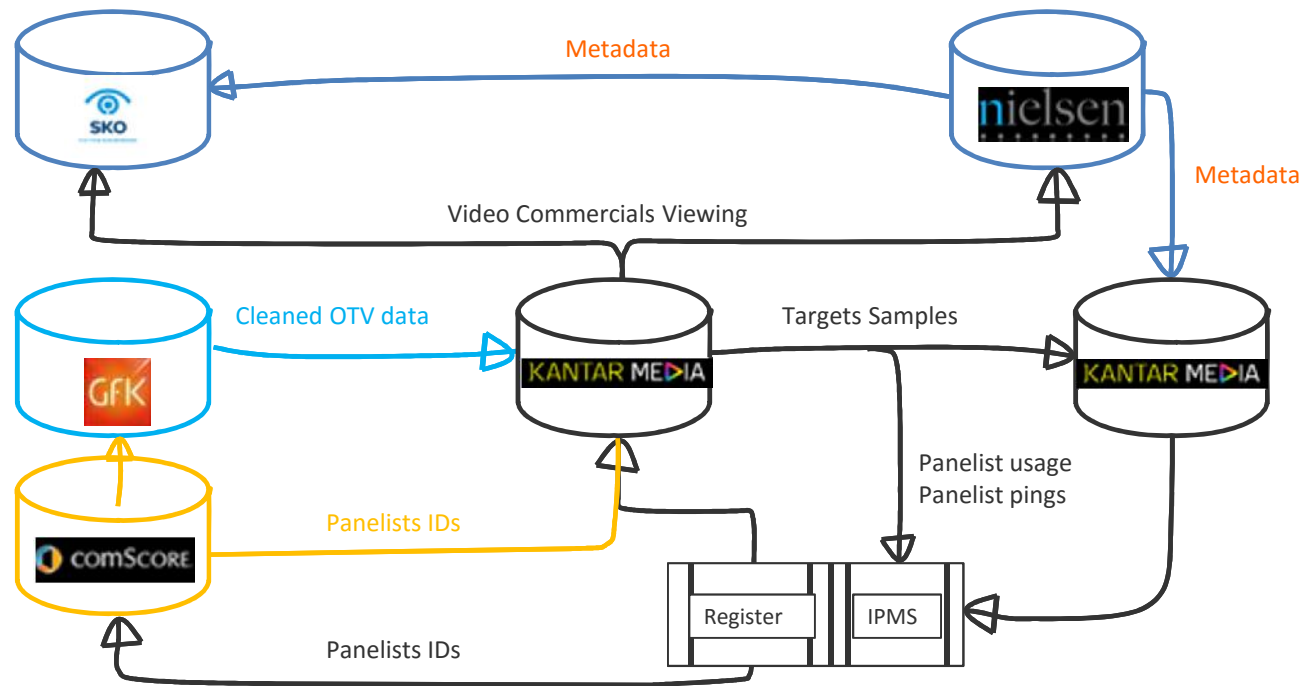 Metadata
SKO
nielsen
Metadata
Video Commercials Viewing
Cleaned OTV data
Targets Samples
GFK
KANTAR MEDIA
KANTAR MEDIA
Panelist usage
Panelist pings
Panelists IDs
comScore
Register
IPMS
Panelists IDs